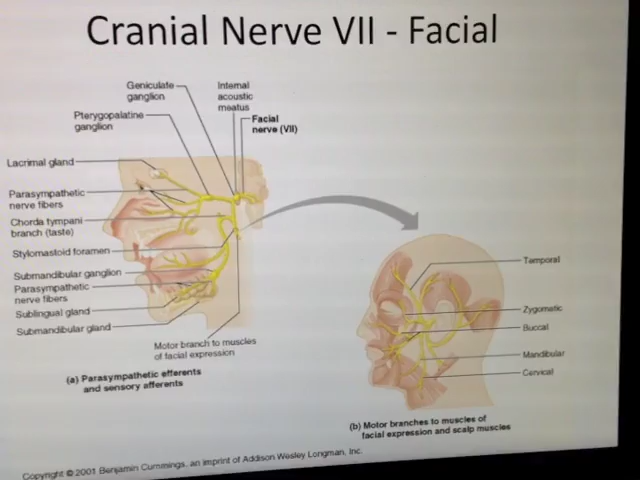 Cranial Nerve VII - Facial
Geniculate
ganglion
Internal
acoustic
meatus
Pterygopalatine
ganglion
Facial
nerve (VII)
Lacrimal gland
Parasympathetic
nerve fibers
Chorda tympani
branch (taste)
Stylomastoid foramen
Submandibular ganglion
Parasympathetic
nerve fibers
Sublingual gland
Submandibular gland
Motor branch to muscles
of facial expression
(a) Parasympathetic efferents
and sensory afferents
Temporal
Zygomatic
Buccal
Mandibular
Cervical
(b) Motor branches to muscles of
facial expression and scalp muscles
Copyright © 2001 Benjamin Cummings, an imprint of Addison Wesley Longman, Inc.